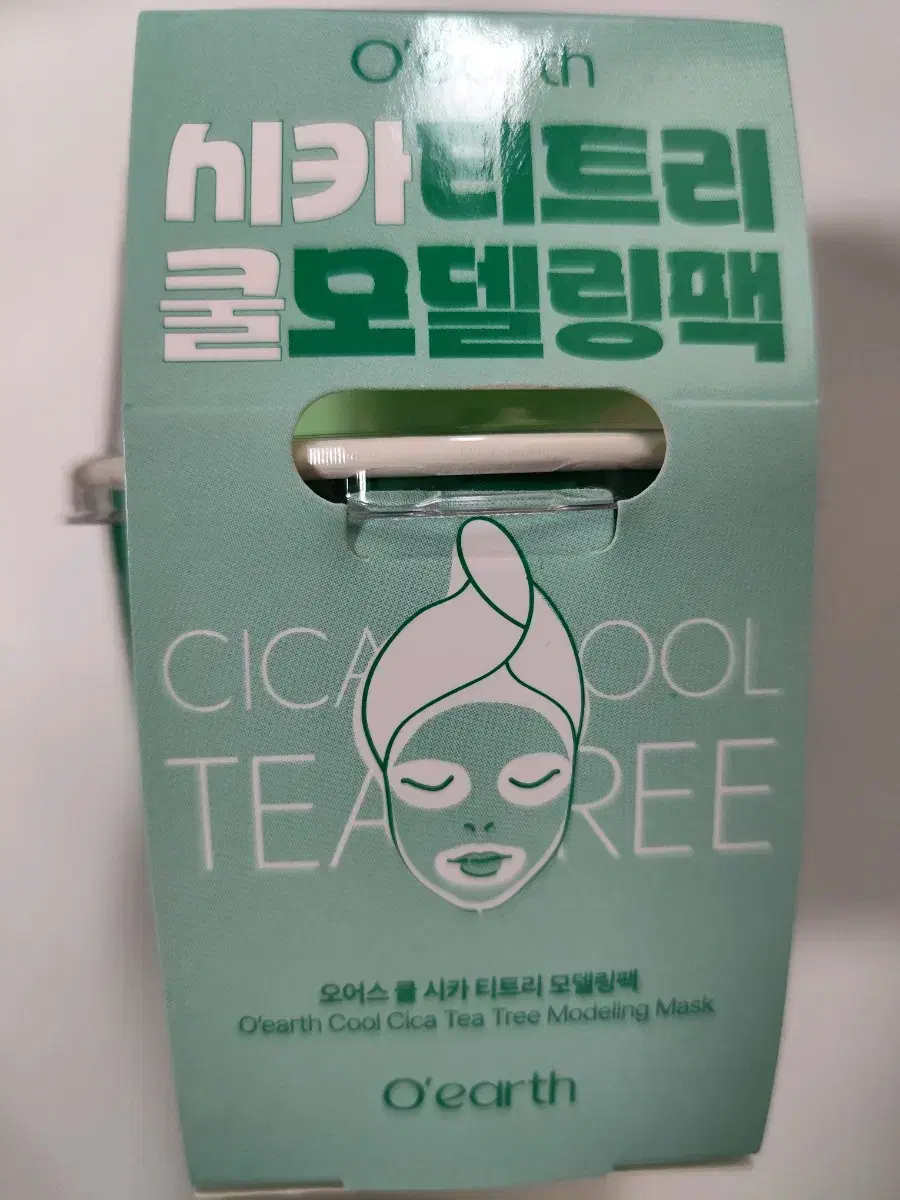 O'earth
시카티트리
쿨모델링팩
CICA COOL
TEA TREE
오어스 쿨 시카 티트리 모델링팩
O'earth Cool Cica Tea Tree Modeling Mask
O'earth